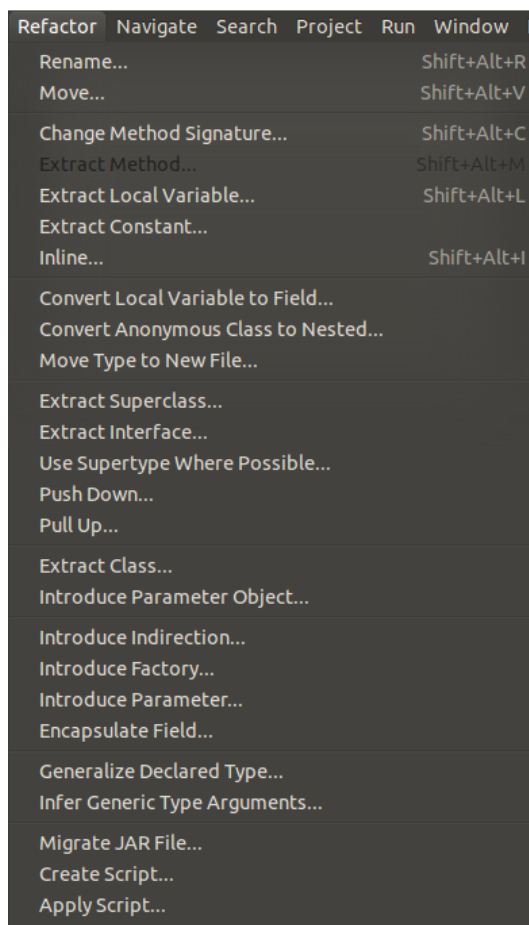 Refactor Navigate Search Project Run Window
Rename... Shift+Alt+R
Move... Shift+Alt+V
Change Method Signature... Shift+Alt+C
Extract Method... Shift+Alt+M
Extract Local Variable... Shift+Alt+L
Extract Constant...
Inline... Shift+Alt+I
Convert Local Variable to Field...
Convert Anonymous Class to Nested...
Move Type to New File...
Extract Superclass...
Extract Interface...
Use Supertype Where Possible...
Push Down...
Pull Up...
Extract Class...
Introduce Parameter Object...
Introduce Indirection...
Introduce Factory...
Introduce Parameter...
Encapsulate Field...
Generalize Declared Type...
Infer Generic Type Arguments...
Migrate JAR File...
Create Script...
Apply Script...